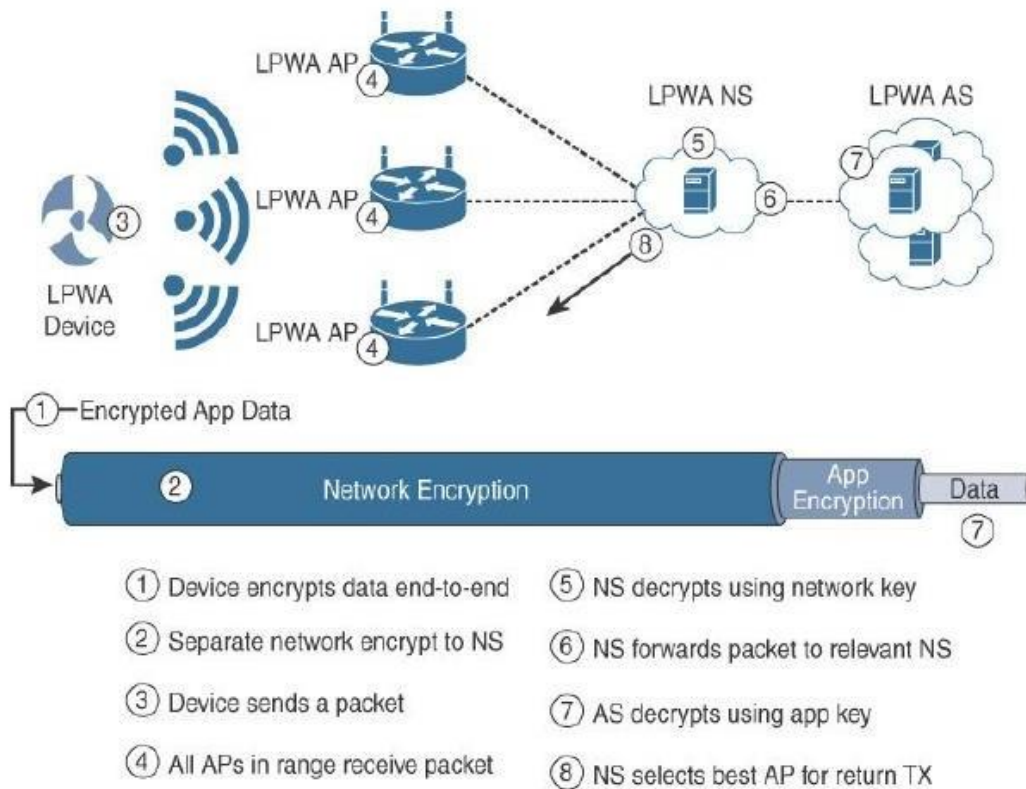 LPWA AP
4
LPWA NS
LPWA AS
5
7
LPWA AP
3
4
6
8
LPWA
Device
LPWA AP
4
1 Encrypted App Data
2 Network Encryption
App
Encryption
Data
7
1 Device encrypts data end-to-end
2 Separate network encrypt to NS
3 Device sends a packet
4 All APs in range receive packet
5 NS decrypts using network key
6 NS forwards packet to relevant NS
7 AS decrypts using app key
8 NS selects best AP for return TX